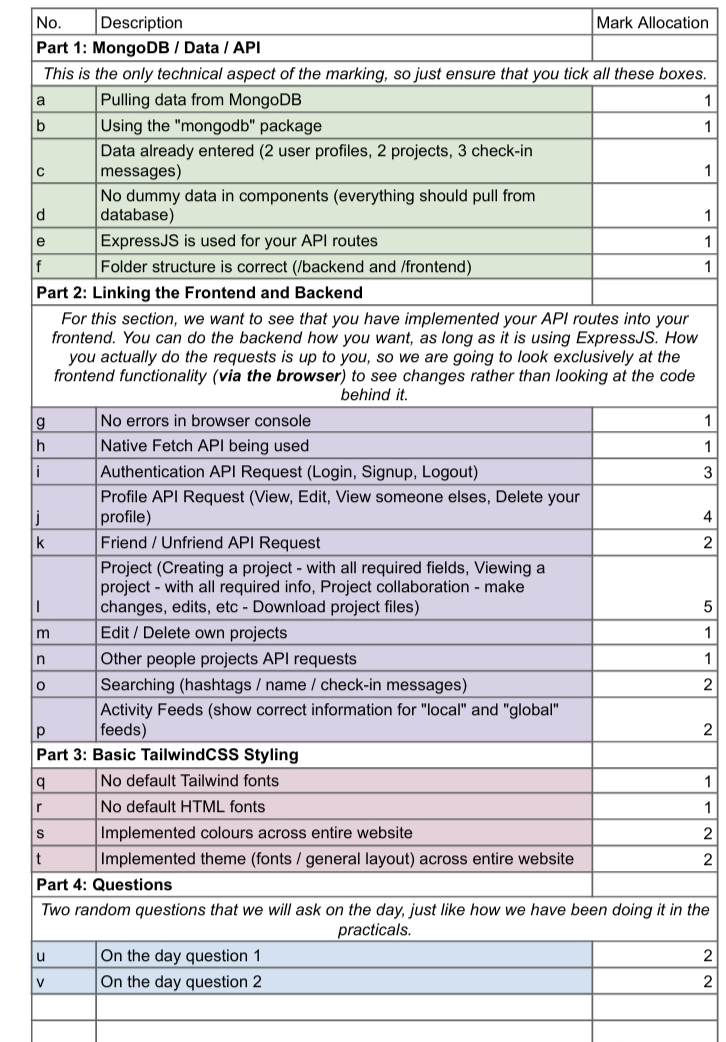 No. Description Mark Allocation
Part 1: MongoDB / Data / API
This is the only technical aspect of the marking, so just ensure that you tick all these boxes.
a Pulling data from MongoDB 1
b Using the "mongodb" package 1
Data already entered (2 user profiles, 2 projects, 3 check-in
c messages) 1
No dummy data in components (everything should pull from
d database) 1
e ExpressJS is used for your API routes 1
f Folder structure is correct (/backend and /frontend) 1
Part 2: Linking the Frontend and Backend
For this section, we want to see that you have implemented your API routes into your
frontend. You can do the backend how you want, as long as it is using ExpressJS. How
you actually do the requests is up to you, so we are going to look exclusively at the
frontend functionality (via the browser) to see changes rather than looking at the code
behind it.
g No errors in browser console 1
h Native Fetch API being used 1
i Authentication API Request (Login, Signup, Logout) 3
Profile API Request (View, Edit, View someone elses, Delete your
j profile) 4
k Friend / Unfriend API Request 2
Project (Creating a project - with all required fields, Viewing a
project - with all required info, Project collaboration - make
l changes, edits, etc - Download project files) 5
m Edit / Delete own projects 1
n Other people projects API requests 1
o Searching (hashtags / name / check-in messages) 2
Activity Feeds (show correct information for "local" and "global"
p feeds) 2
Part 3: Basic TailwindCSS Styling
q No default Tailwind fonts 1
r No default HTML fonts 1
s Implemented colours across entire website 2
t Implemented theme (fonts / general layout) across entire website 2
Part 4: Questions
Two random questions that we will ask on the day, just like how we have been doing it in the
practicals.
u On the day question 1 2
v On the day question 2 2